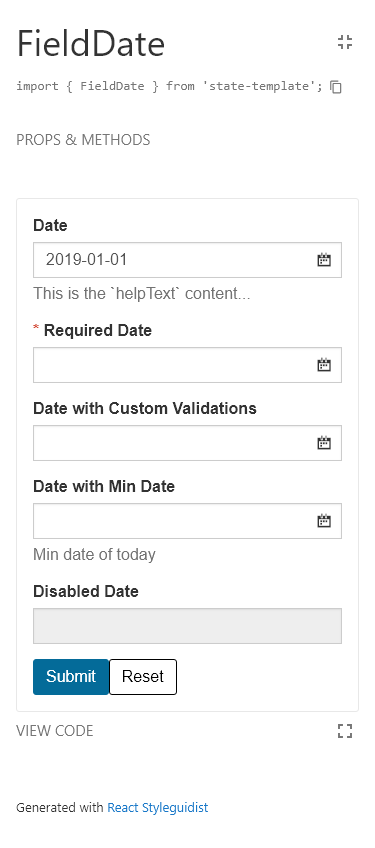 FieldDate
import { FieldDate } from 'state-template';
PROPS & METHODS
Date
2019-01-01
This is the `helpText` content...
* Required Date
Date with Custom Validations
Date with Min Date
Min date of today
Disabled Date
Submit Reset
VIEW CODE
Generated with React Styleguidist